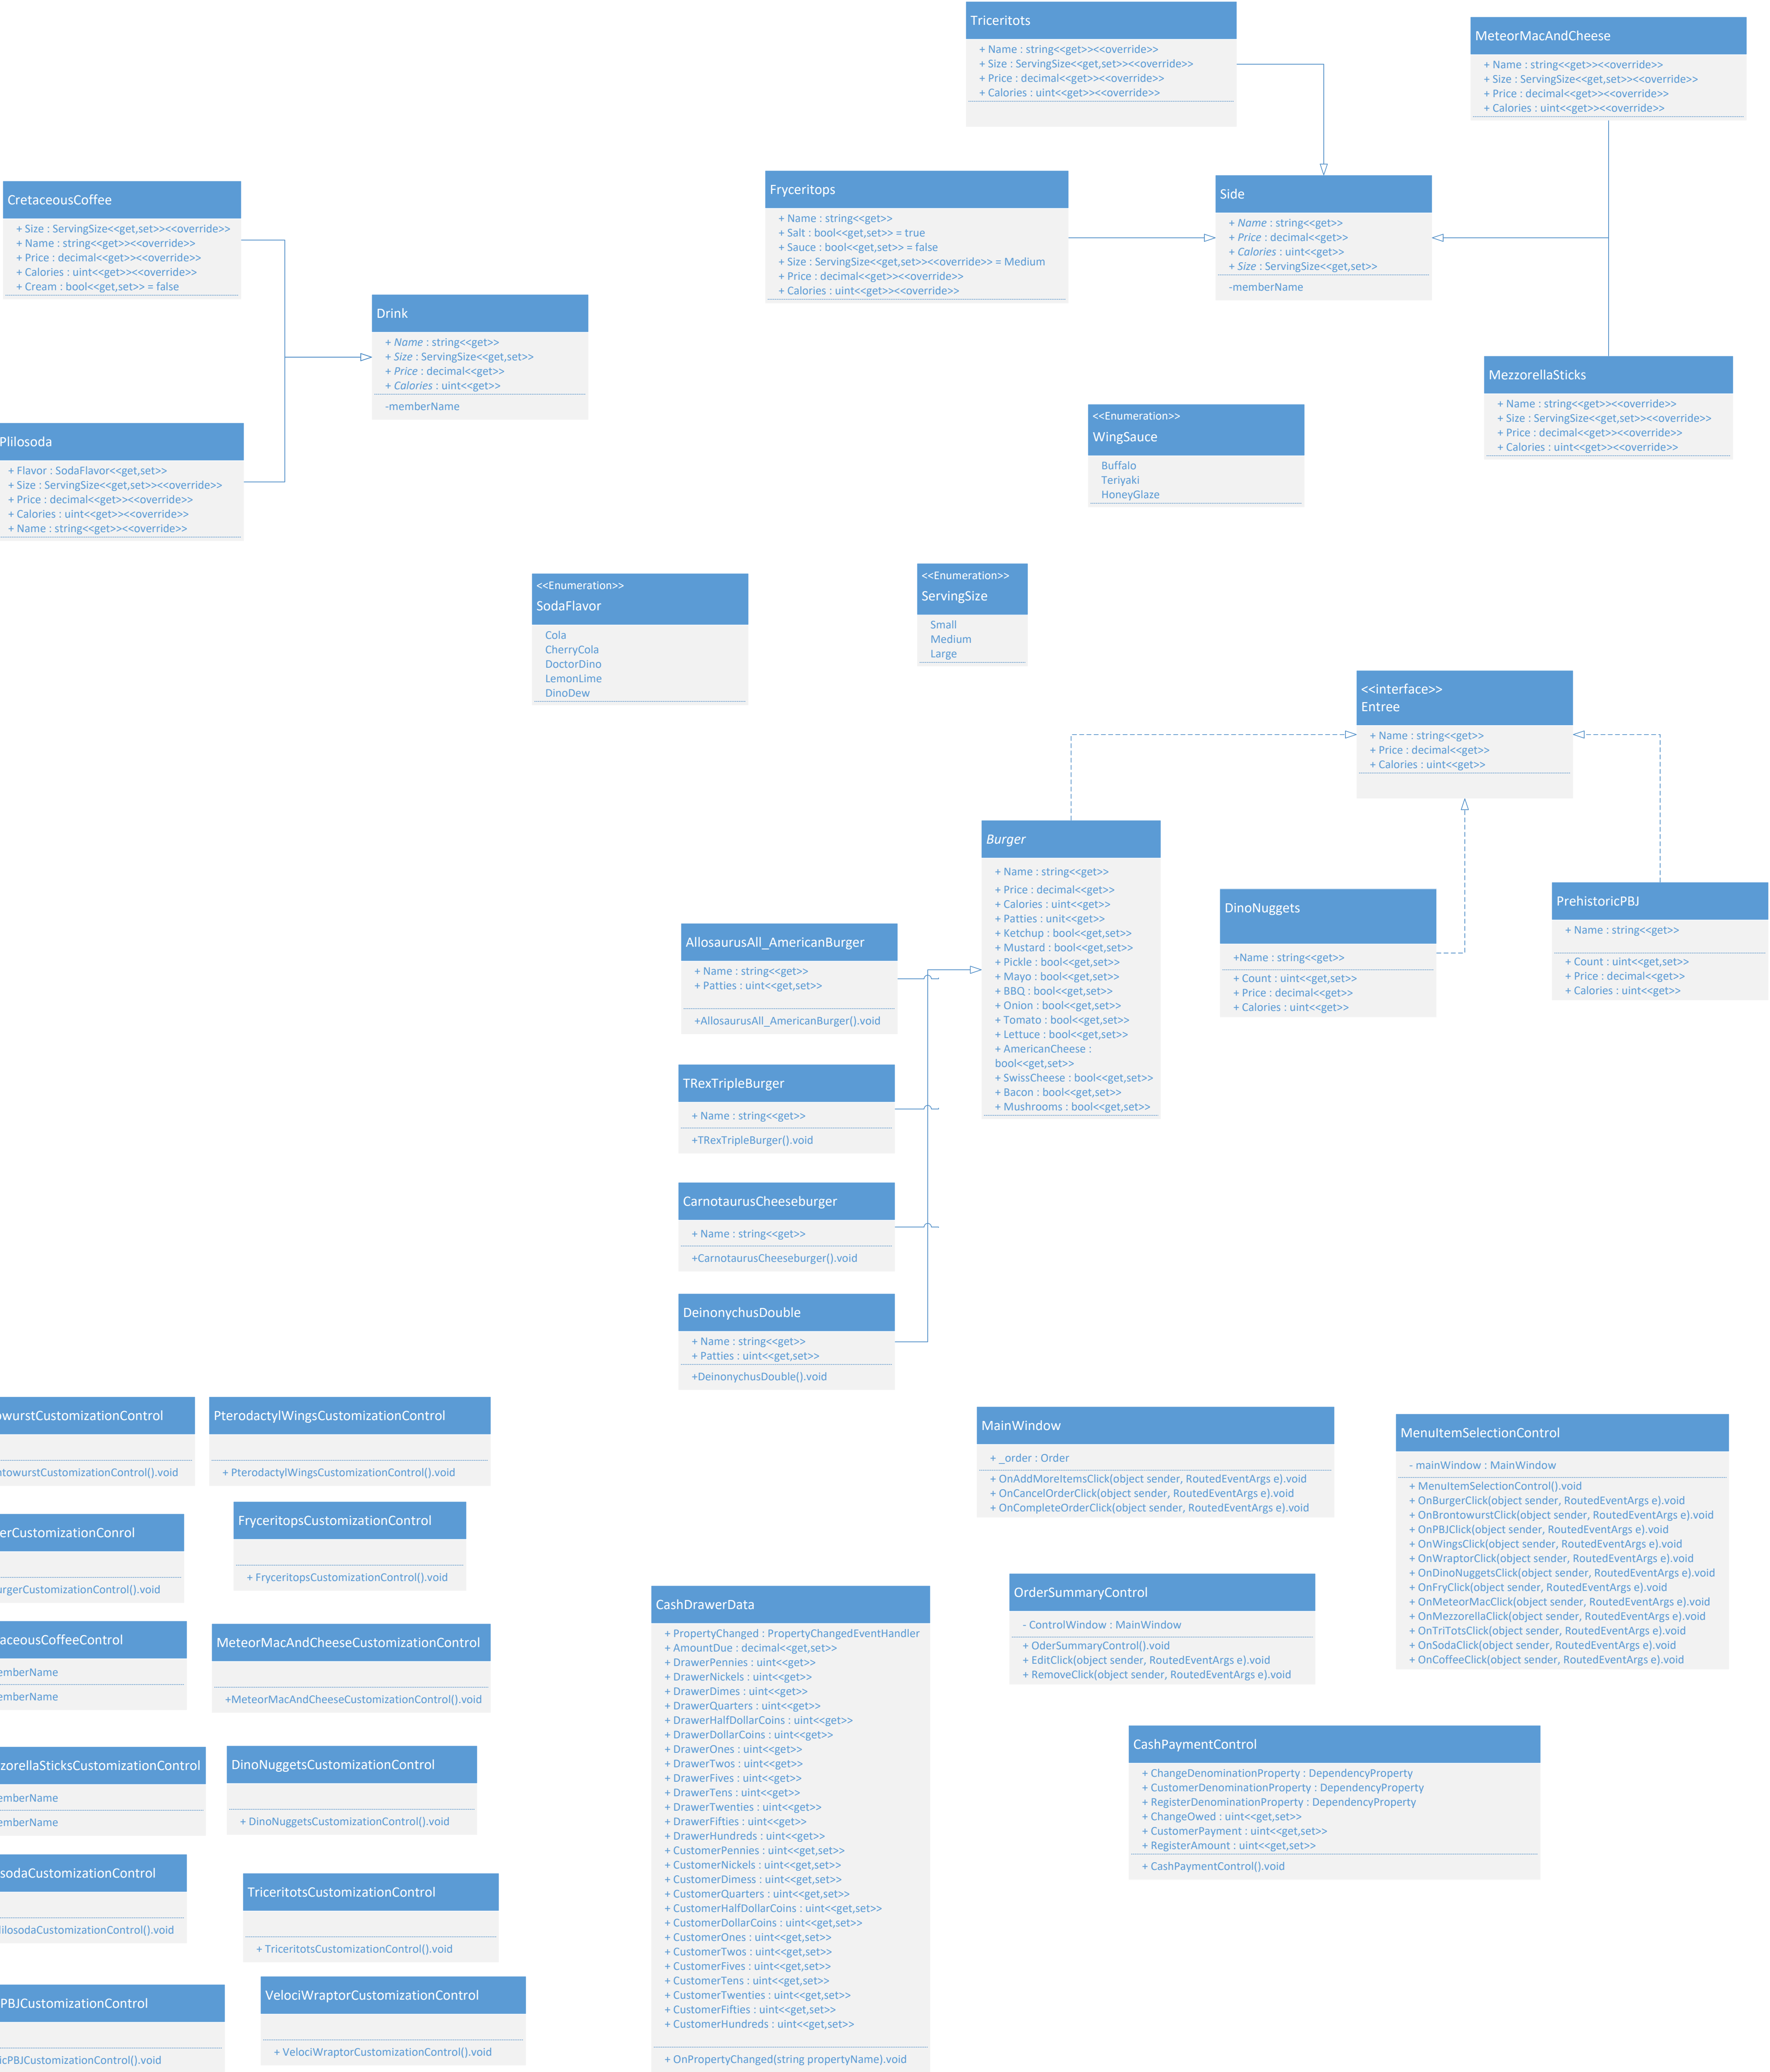 Triceritots
+ Name : string<<get>><<override>>
+ Size : ServingSize<<get,set>><<override>>
+ Price : decimal<<get>><<override>>
+ Calories : uint<<get>><<override>>
MeteorMacAndCheese
+ Name : string<<get>><<override>>
+ Size : ServingSize<<get,set>><<override>>
+ Price : decimal<<get>><<override>>
+ Calories : uint<<get>><<override>>
CretaceousCoffee
+ Size : ServingSize<<get,set>><<override>>
+ Name : string<<get>><<override>>
+ Price : decimal<<get>><<override>>
+ Calories : uint<<get>><<override>>
+ Cream : bool<<get,set>> = false
Fryceritops
+ Name : string<<get>>
+ Salt : bool<<get,set>> = true
+ Sauce : bool<<get,set>> = false
+ Size : ServingSize<<get,set>><<override>> = Medium
+ Price : decimal<<get>><<override>>
+ Calories : uint<<get>><<override>>
Side
+ Name : string<<get>>
+ Price : decimal<<get>>
+ Calories : uint<<get>>
+ Size : ServingSize<<get,set>>
-memberName
Drink
+ Name : string<<get>>
+ Size : ServingSize<<get,set>>
+ Price : decimal<<get>>
+ Calories : uint<<get>>
-memberName
MezzorellaSticks
+ Name : string<<get>><<override>>
+ Size : ServingSize<<get,set>><<override>>
+ Price : decimal<<get>><<override>>
+ Calories : uint<<get>><<override>>
Plilosoda
+ Flavor : SodaFlavor<<get,set>>
+ Size : ServingSize<<get,set>><<override>>
+ Price : decimal<<get>><<override>>
+ Calories : uint<<get>><<override>>
+ Name : string<<get>><<override>>
<<Enumeration>>
WingSauce
Buffalo
Teriyaki
HoneyGlaze
<<Enumeration>>
SodaFlavor
Cola
CherryCola
DoctorDino
LemonLime
DinoDew
<<Enumeration>>
ServingSize
Small
Medium
Large
<<interface>>
Entree
+ Name : string<<get>>
+ Price : decimal<<get>>
+ Calories : uint<<get>>
Burger
+ Name : string<<get>>
+ Price : decimal<<get>>
+ Calories : uint<<get>>
+ Patties : unit<<get>>
+ Ketchup : bool<<get,set>>
+ Mustard : bool<<get,set>>
+ Pickle : bool<<get,set>>
+ Mayo : bool<<get,set>>
+ BBQ : bool<<get,set>>
+ Onion : bool<<get,set>>
+ Tomato : bool<<get,set>>
+ Lettuce : bool<<get,set>>
+ AmericanCheese :
bool<<get,set>>
+ SwissCheese : bool<<get,set>>
+ Bacon : bool<<get,set>>
+ Mushrooms : bool<<get,set>>
DinoNuggets
+Name : string<<get>>
+ Count : uint<<get,set>>
+ Price : decimal<<get>>
+ Calories : uint<<get>>
PrehistoricPBJ
+ Name : string<<get>>
+ Count : uint<<get,set>>
+ Price : decimal<<get>>
+ Calories : uint<<get>>
AllosaurusAll_AmericanBurger
+ Name : string<<get>>
+ Patties : uint<<get,set>>
+AllosaurusAll_AmericanBurger().void
TRexTripleBurger
+ Name : string<<get>>
+TRexTripleBurger().void
CarnotaurusCheeseburger
+ Name : string<<get>>
+CarnotaurusCheeseburger().void
DeinonychusDouble
+ Name : string<<get>>
+ Patties : uint<<get,set>>
+DeinonychusDouble().void
owurstCustomizationControl
ntowurstCustomizationControl().void
PterodactylWingsCustomizationControl
+ PterodactylWingsCustomizationControl().void
erCustomizationConrol
urgerCustomizationControl().void
FryceritopsCustomizationControl
+ FryceritopsCustomizationControl().void
aceousCoffeeControl
emberName
emberName
MeteorMacAndCheeseCustomizationControl
+MeteorMacAndCheeseCustomizationControl().void
zorellaSticksCustomizationControl
emberName
emberName
DinoNuggetsCustomizationControl
+ DinoNuggetsCustomizationControl().void
sodaCustomizationControl
lilosodaCustomizationControl().void
TriceritotsCustomizationControl
+ TriceritotsCustomizationControl().void
PBJCustomizationControl
icPBJCustomizationControl().void
VelociWraptorCustomizationControl
+ VelociWraptorCustomizationControl().void
MainWindow
+ _order : Order
+ OnAddMoreItemsClick(object sender, RoutedEventArgs e).void
+ OnCancelOrderClick(object sender, RoutedEventArgs e).void
+ OnCompleteOrderClick(object sender, RoutedEventArgs e).void
MenuItemSelectionControl
- mainWindow : MainWindow
+ MenuItemSelectionControl().void
+ OnBurgerClick(object sender, RoutedEventArgs e).void
+ OnBrontowurstClick(object sender, RoutedEventArgs e).void
+ OnPBJClick(object sender, RoutedEventArgs e).void
+ OnWingsClick(object sender, RoutedEventArgs e).void
+ OnWraptorClick(object sender, RoutedEventArgs e).void
+ OnDinoNuggetsClick(object sender, RoutedEventArgs e).void
+ OnFryClick(object sender, RoutedEventArgs e).void
+ OnMeteorMacClick(object sender, RoutedEventArgs e).void
+ OnMezzorellaClick(object sender, RoutedEventArgs e).void
+ OnTriTotsClick(object sender, RoutedEventArgs e).void
+ OnSodaClick(object sender, RoutedEventArgs e).void
+ OnCoffeeClick(object sender, RoutedEventArgs e).void
OrderSummaryControl
- ControlWindow : MainWindow
+ OderSummaryControl().void
+ EditClick(object sender, RoutedEventArgs e).void
+ RemoveClick(object sender, RoutedEventArgs e).void
CashDrawerData
+ PropertyChanged : PropertyChangedEventHandler
+ AmountDue : decimal<<get,set>>
+ DrawerPennies : uint<<get>>
+ DrawerNickels : uint<<get>>
+ DrawerDimes : uint<<get>>
+ DrawerQuarters : uint<<get>>
+ DrawerHalfDollarCoins : uint<<get>>
+ DrawerDollarCoins : uint<<get>>
+ DrawerOnes : uint<<get>>
+ DrawerTwos : uint<<get>>
+ DrawerFives : uint<<get>>
+ DrawerTens : uint<<get>>
+ DrawerTwenties : uint<<get>>
+ DrawerFifties : uint<<get>>
+ DrawerHundreds : uint<<get>>
+ CustomerPennies : uint<<get,set>>
+ CustomerNickels : uint<<get,set>>
+ CustomerDimess : uint<<get,set>>
+ CustomerQuarters : uint<<get,set>>
+ CustomerHalfDollarCoins : uint<<get,set>>
+ CustomerDollarCoins : uint<<get,set>>
+ CustomerOnes : uint<<get,set>>
+ CustomerTwos : uint<<get,set>>
+ CustomerFives : uint<<get,set>>
+ CustomerTens : uint<<get,set>>
+ CustomerTwenties : uint<<get,set>>
+ CustomerFifties : uint<<get,set>>
+ CustomerHundreds : uint<<get,set>>
+ OnPropertyChanged(string propertyName).void
CashPaymentControl
+ ChangeDenominationProperty : DependencyProperty
+ CustomerDenominationProperty : DependencyProperty
+ RegisterDenominationProperty : DependencyProperty
+ ChangeOwed : uint<<get,set>>
+ CustomerPayment : uint<<get,set>>
+ RegisterAmount : uint<<get,set>>
+ CashPaymentControl().void